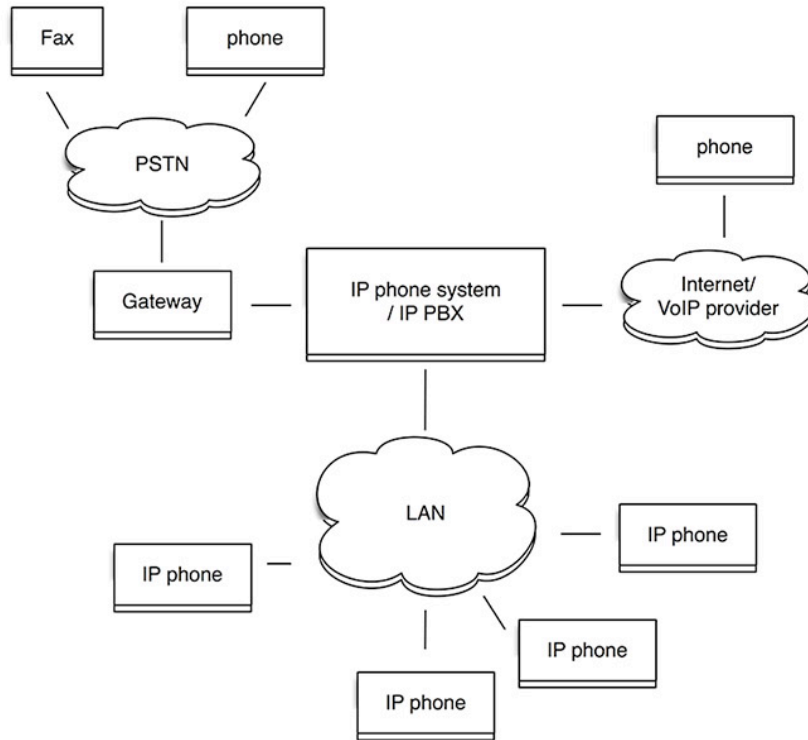 Fax
phone
PSTN
phone
Gateway
IP phone system
/ IP PBX
Internet/
VoIP provider
LAN
IP phone
IP phone
IP phone
IP phone